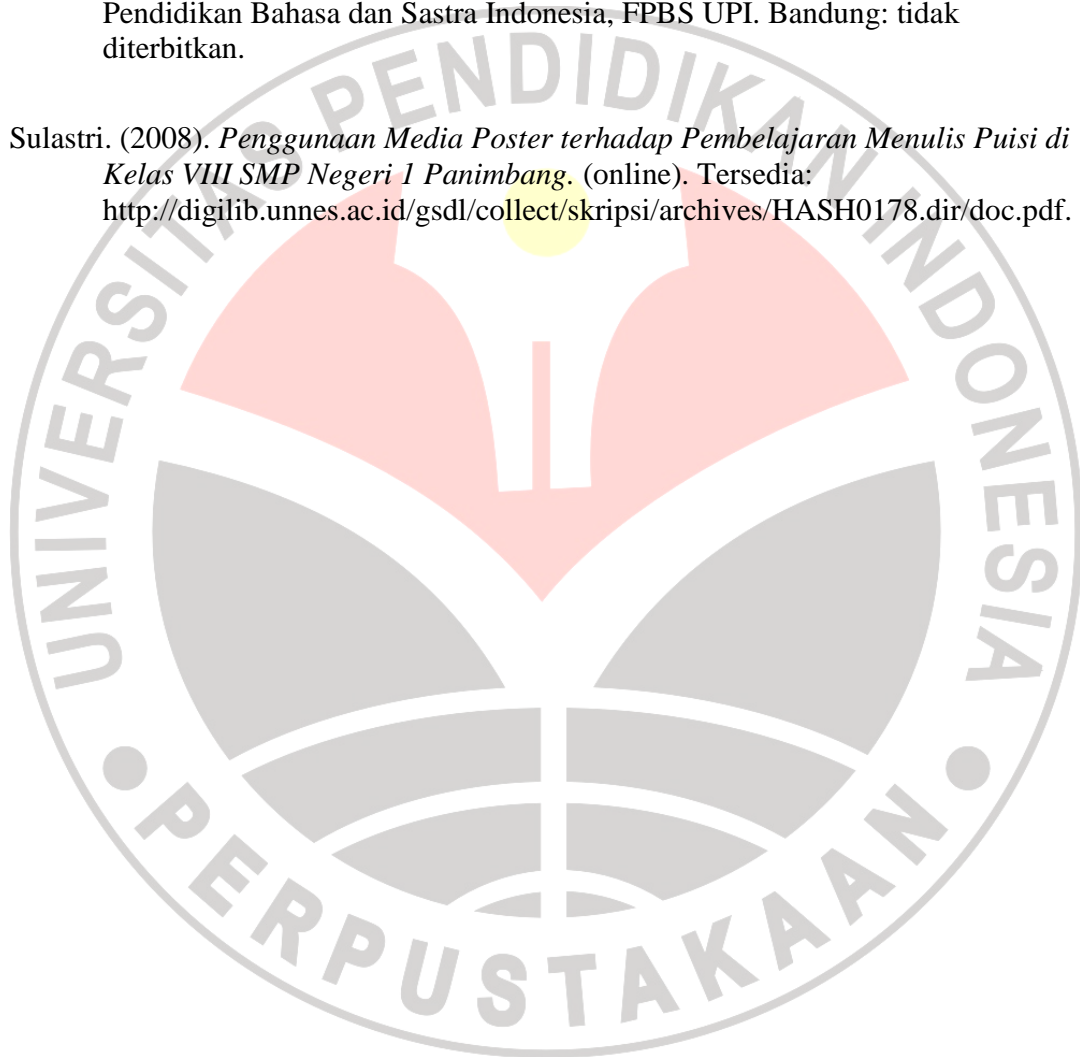 Pendidikan Bahasa dan Sastra Indonesia, FPBS UPI. Bandung: tidak
diterbitkan.
Sulastri. (2008). Penggunaan Media Poster terhadap Pembelajaran Menulis Puisi di
Kelas VIII SMP Negeri 1 Panimbang. (online). Tersedia:
http://digilib.unnes.ac.id/gsdl/collect/skripsi/archives/HASH0178.dir/doc.pdf.
UNIVERSITAS PENDIDIKAN INDONESIA
PERPUSTAKAAN